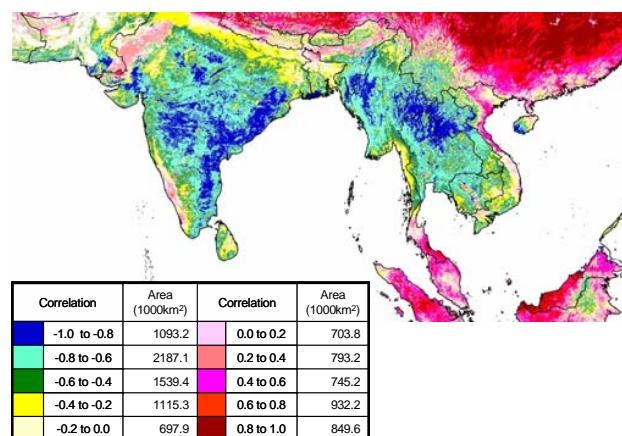 Correlation Area (1000km²) Correlation Area (1000km²)
-1.0 to -0.8 1093.2 0.0 to 0.2 703.8
-0.8 to -0.6 2187.1 0.2 to 0.4 793.2
-0.6 to -0.4 1539.4 0.4 to 0.6 745.2
-0.4 to -0.2 1115.3 0.6 to 0.8 932.2
-0.2 to 0.0 697.9 0.8 to 1.0 849.6